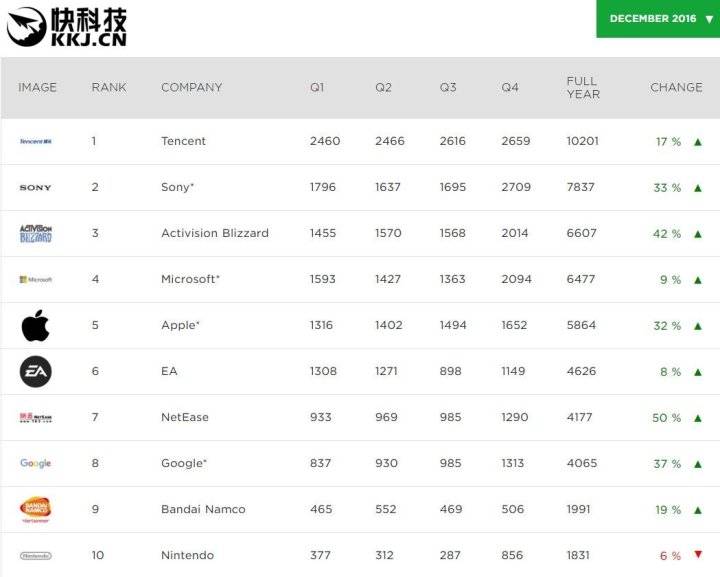 快科技
KKJ.CN
DECEMBER 2016 ▼
IMAGE RANK COMPANY Q1 Q2 Q3 Q4 FULL YEAR CHANGE
Tencent 1 Tencent 2460 2466 2616 2659 10201 17 % ▲
SONY 2 Sony* 1796 1637 1695 2709 7837 33 % ▲
ACTIVISION BLIZZARD 3 Activision Blizzard 1455 1570 1568 2014 6607 42 % ▲
Microsoft 4 Microsoft* 1593 1427 1363 2094 6477 9 % ▲
5 Apple* 1316 1402 1494 1652 5864 32 % ▲
EA 6 EA 1308 1271 898 1149 4626 8 % ▲
NETEASE 7 NetEase 933 969 985 1290 4177 50 % ▲
Google 8 Google* 837 930 985 1313 4065 37 % ▲
BANDAI NAMCO 9 Bandai Namco 465 552 469 506 1991 19 % ▲
Nintendo 10 Nintendo 377 312 287 856 1831 6 % ▼